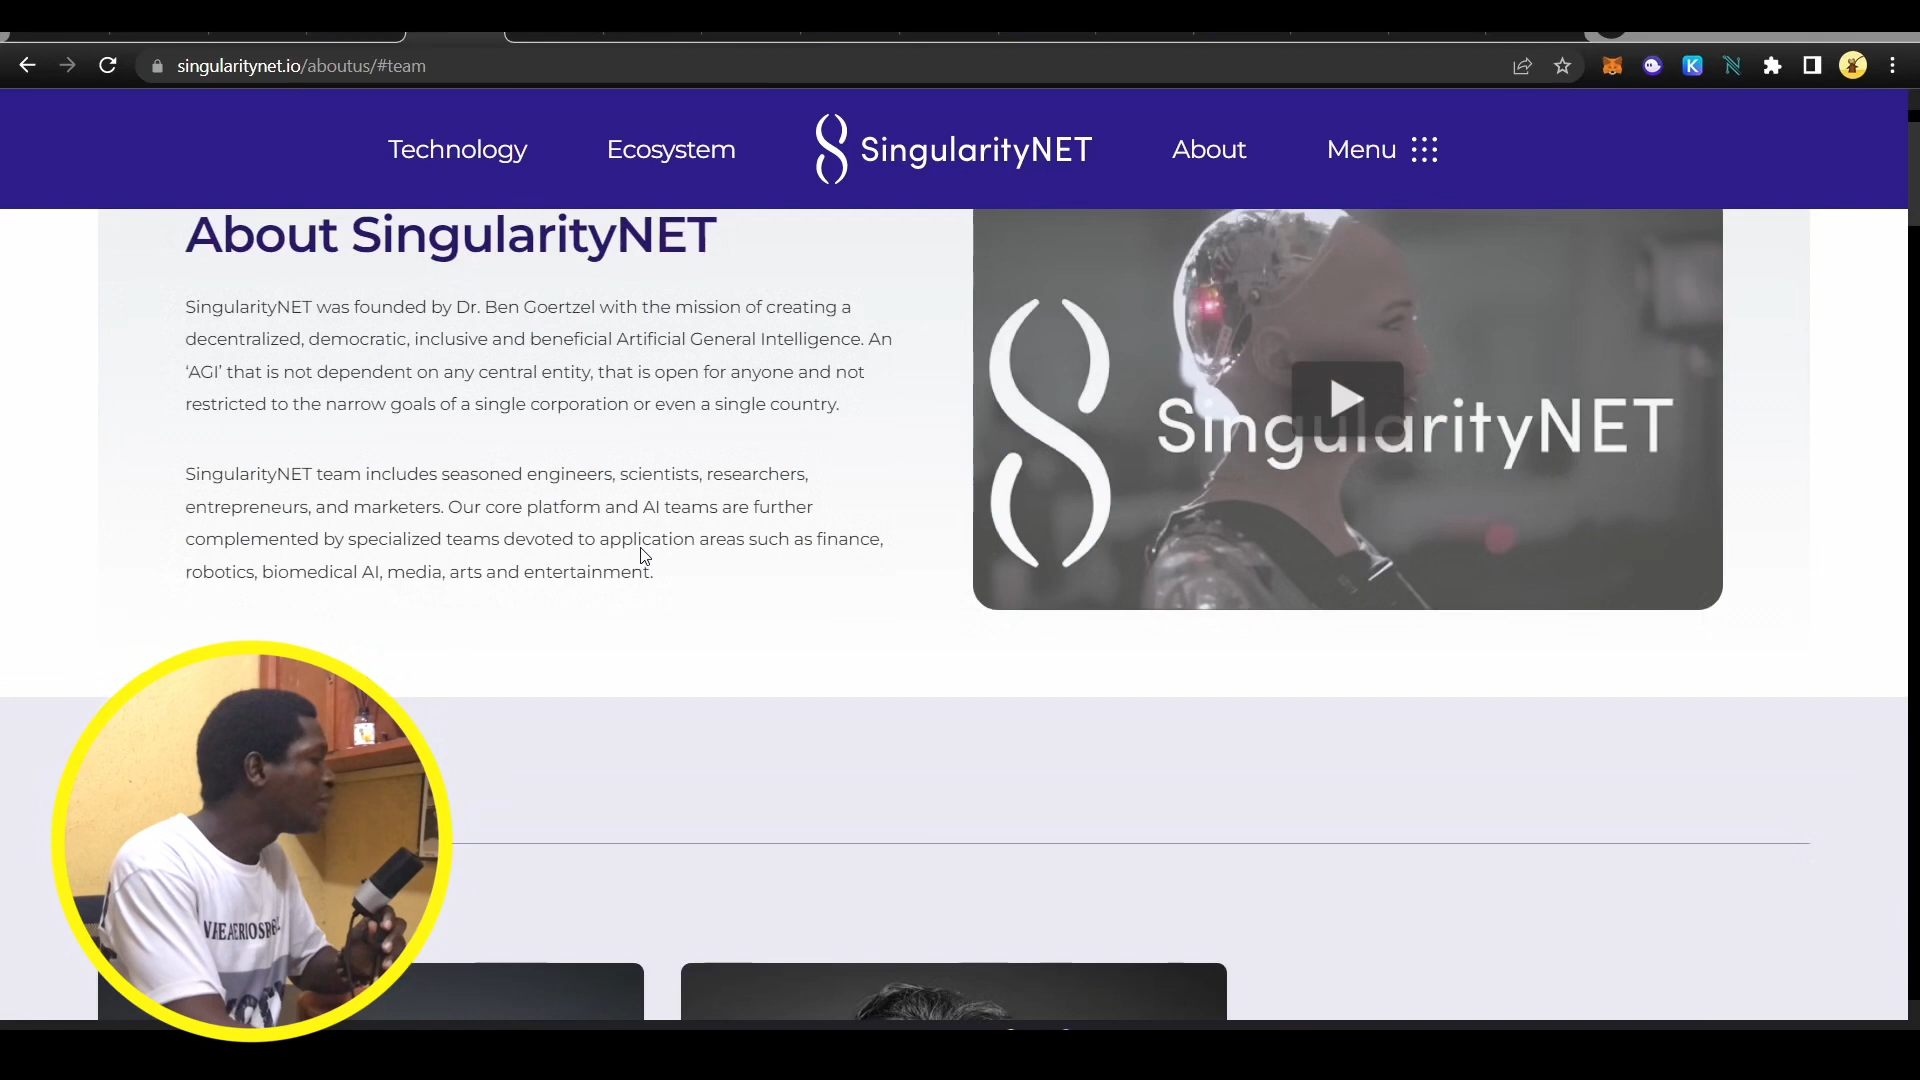 singularitynet.io/aboutus/#team
Technology
Ecosystem
SingularityNET
About
Menu
About SingularityNET
SingularityNET was founded by Dr. Ben Goertzel with the mission of creating a
decentralized, democratic, inclusive and beneficial Artificial General Intelligence. An
‘AGI’ that is not dependent on any central entity, that is open for anyone and not
restricted to the narrow goals of a single corporation or even a single country.
SingularityNET team includes seasoned engineers, scientists, researchers,
entrepreneurs, and marketers. Our core platform and AI teams are further
complemented by specialized teams devoted to application areas such as finance,
robotics, biomedical AI, media, arts and entertainment.
SingularityNET